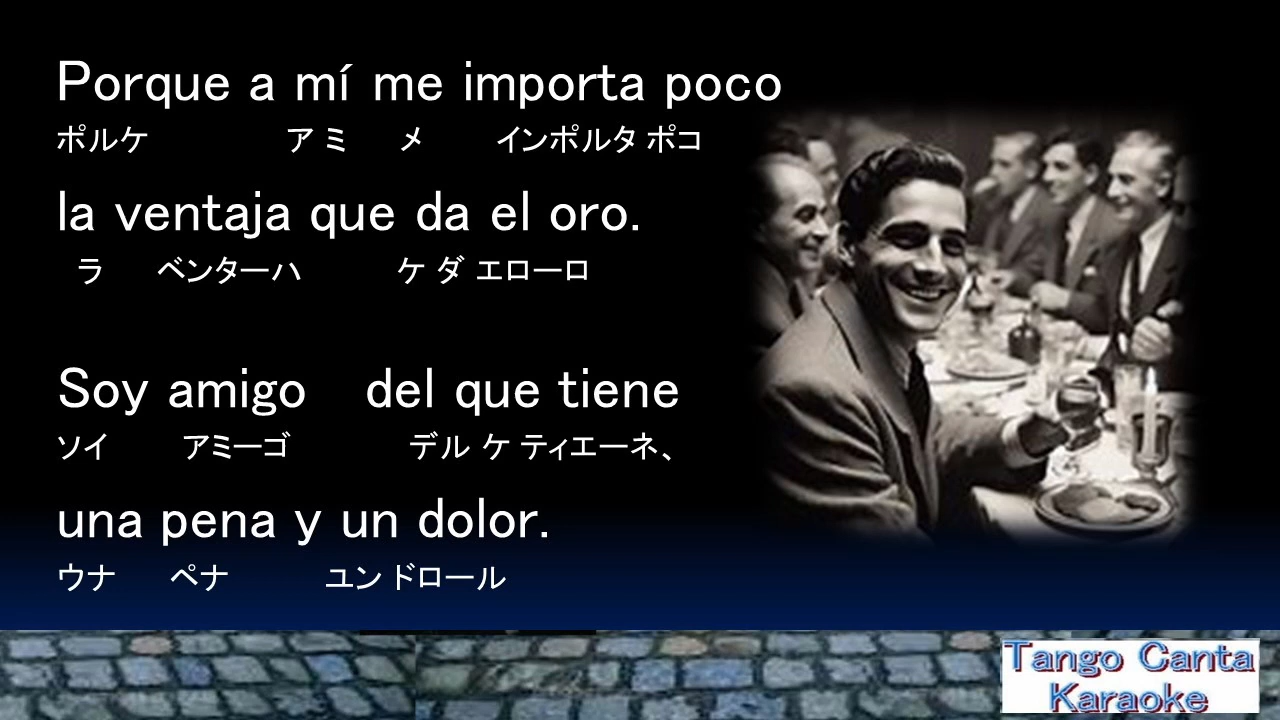 Porque a mí me importa poco
ポルケ ア ミ メ インポルタ ポコ
la ventaja que da el oro.
ラ ベンターハ ケ ダ エローロ
Soy amigo del que tiene
ソイ アミーゴ デル ケ ティエーネ、
una pena y un dolor.
ウナ ペナ ユン ドロール
Tango Canta
Karaoke